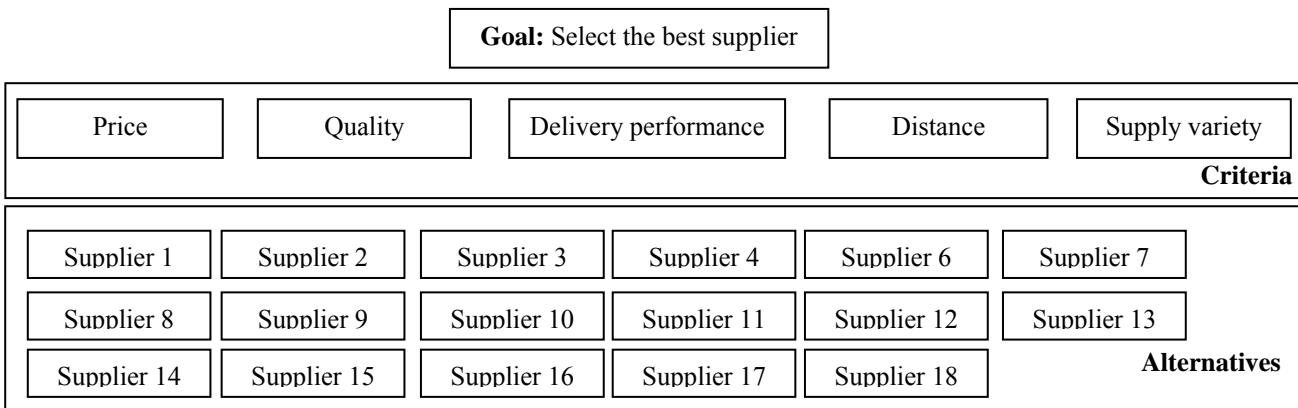 Goal: Select the best supplier
Price Quality Delivery performance Distance Supply variety
Criteria
Supplier 1 Supplier 2 Supplier 3 Supplier 4 Supplier 6 Supplier 7
Supplier 8 Supplier 9 Supplier 10 Supplier 11 Supplier 12 Supplier 13
Supplier 14 Supplier 15 Supplier 16 Supplier 17 Supplier 18
Alternatives